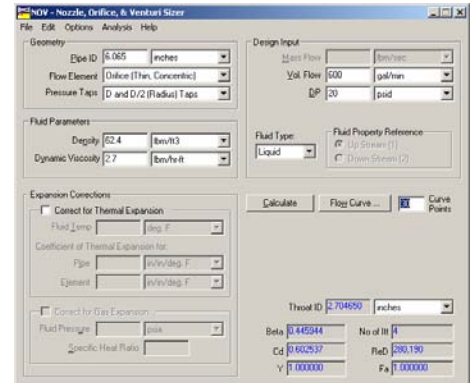 NOV - Nozzle, Orifice, & Venturi Sizer
File Edit Options Analysis Help
Geometry
Pipe ID 6.065 inches
Flow Element Orifice (Thin, Concentric)
Pressure Taps D and D/2 (Radius) Taps
Design Input
Mass Flow lbm/sec
Vol. Flow 600 gal/min
DP 20 psid
Fluid Parameters
Density 62.4 lbm/ft3
Dynamic Viscosity 2.7 lbm/hr-ft
Fluid Type:
Liquid
Fluid Property Reference
Up Stream (1)
Down Stream (2)
Expansion Corrections
Correct for Thermal Expansion
Fluid Temp deg. F
Coefficient of Thermal Expansion for:
Pipe in/in/deg. F
Element in/in/deg. F
Correct for Gas Expansion
Fluid Pressure psia
Specific Heat Ratio
Calculate Flow Curve ... 30 Curve Points
Throat ID 2.704650 inches
Beta 0.445944 No of Itt 4
Cd 0.602537 ReD 280,190
Y 1.000000 Fa 1.000000